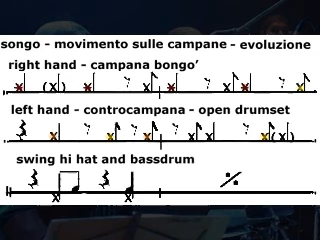 songo - movimento sulle campane - evoluzione
right hand - campana bongo'
left hand - controcampana - open drumset
swing hi hat and bassdrum